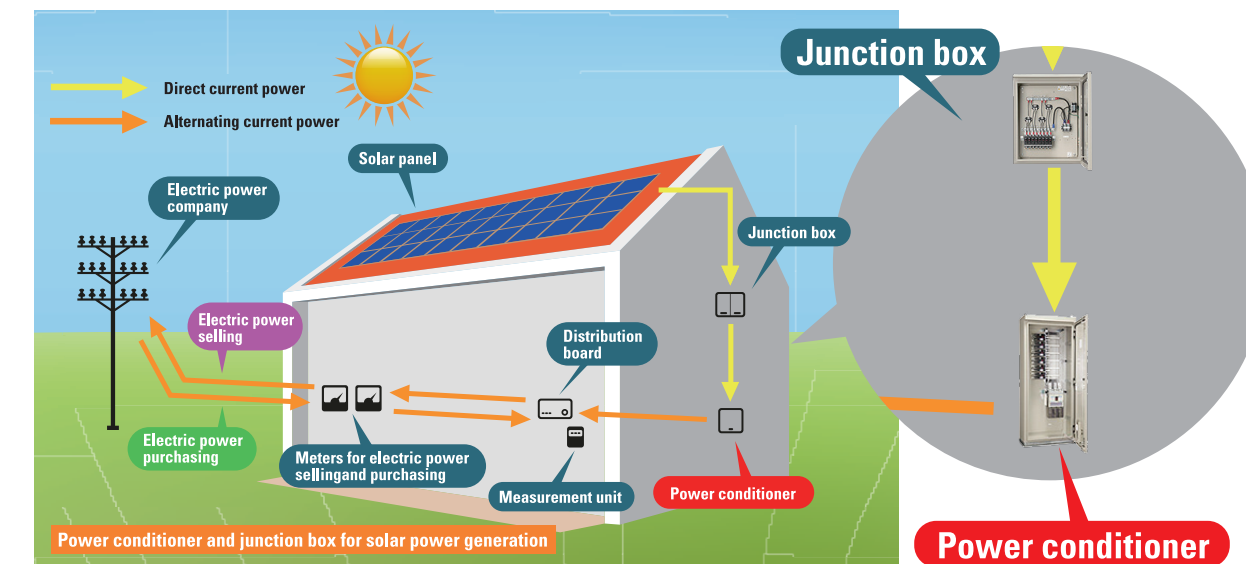 Direct current power
Alternating current power
Solar panel
Electric power
company
Junction box
Electric power
selling
Distribution
board
Electric power
purchasing
Meters for electric power
sellingand purchasing
Measurement unit
Power conditioner
Power conditioner and junction box for solar power generation
Junction box
Power conditioner